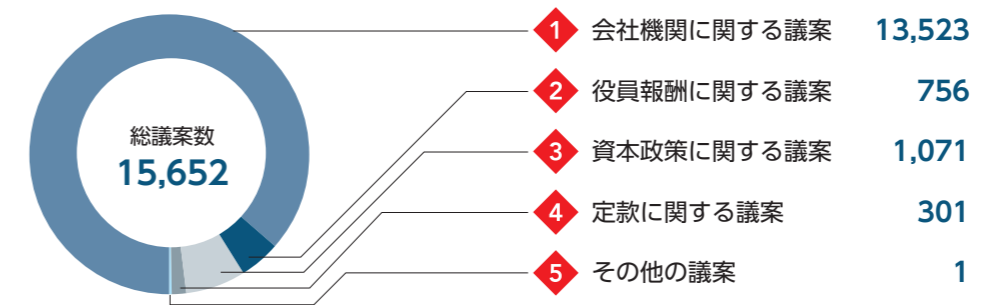 総議案数
15,652
1 会社機関に関する議案 13,523
2 役員報酬に関する議案 756
3 資本政策に関する議案 1,071
4 定款に関する議案 301
5 その他の議案 1